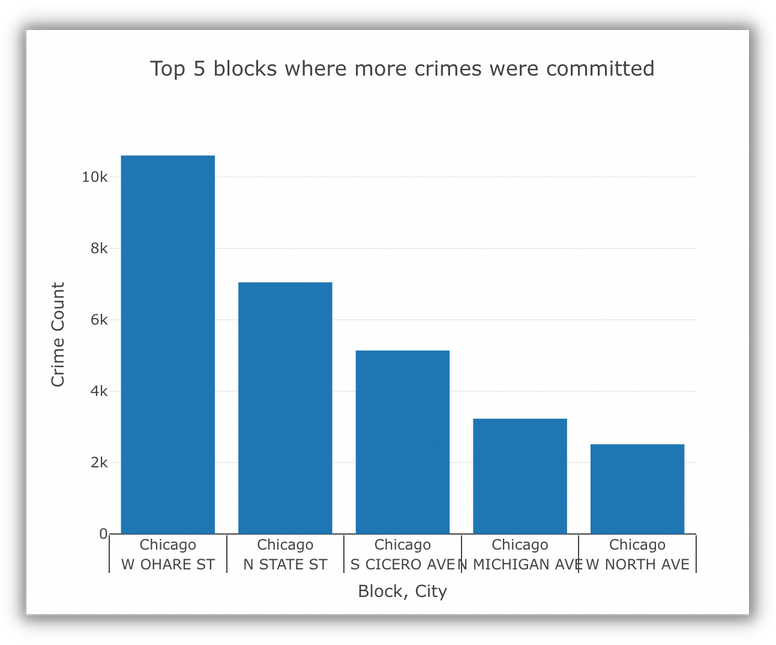 Top 5 blocks where more crimes were committed
10k
8k
6k
4k
2k
0
Crime Count
Chicago Chicago Chicago Chicago Chicago
W OHARE ST N STATE ST S CICERO AVE N MICHIGAN AVE W NORTH AVE
Block, City